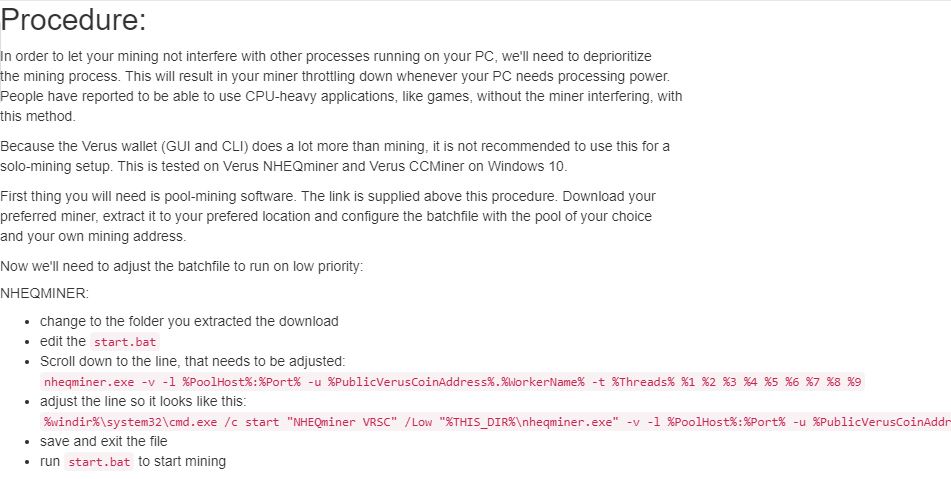 Procedure:
In order to let your mining not interfere with other processes running on your PC, we'll need to deprioritize
the mining process. This will result in your miner throttling down whenever your PC needs processing power.
People have reported to be able to use CPU-heavy applications, like games, without the miner interfering, with
this method.
Because the Verus wallet (GUI and CLI) does a lot more than mining, it is not recommended to use this for a
solo-mining setup. This is tested on Verus NHEQminer and Verus CCMiner on Windows 10.
First thing you will need is pool-mining software. The link is supplied above this procedure. Download your
preferred miner, extract it to your prefered location and configure the batchfile with the pool of your choice
and your own mining address.
Now we'll need to adjust the batchfile to run on low priority:
NHEQMINER:
• change to the folder you extracted the download
• edit the start.bat
• Scroll down to the line, that needs to be adjusted:
nheqminer.exe -v -l %PoolHost%:%Port% -u %PublicVerusCoinAddress%.%WorkerName% -t %Threads% %1 %2 %3 %4 %5 %6 %7 %8 %9
• adjust the line so it looks like this:
%windir%\system32\cmd.exe /c start "NHEQminer VRSC" /Low "%THIS_DIR%\nheqminer.exe" -v -l %PoolHost%:%Port% -u %PublicVerusCoinAddr
• save and exit the file
• run start.bat to start mining